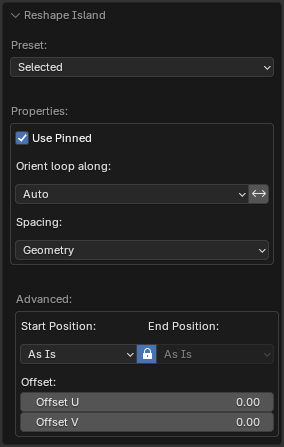 Reshape Island
Preset:
Selected
Properties:
Use Pinned
Orient loop along:
Auto
Spacing:
Geometry
Advanced:
Start Position: End Position:
As Is As Is
Offset:
Offset U 0.00
Offset V 0.00